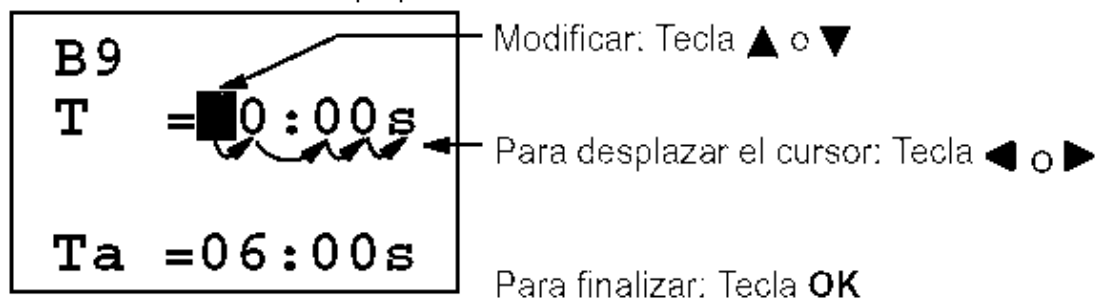 B9
T =0:00s
Ta =06:00s
Modificar: Tecla ▲ o ▼
Para desplazar el cursor: Tecla ◀ o ▶
Para finalizar: Tecla OK